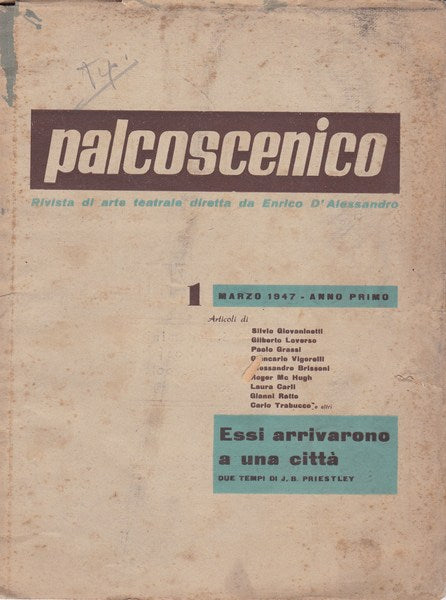 palcoscenico
Rivista di arte teatrale diretta da Enrico D'Alessandro
1 MARZO 1947 - ANNO PRIMO
Articoli di
Silvio Giovaninetti
Gilberto Loverso
Paolo Grassi
Giancarlo Vigorelli
Alessandro Brissoni
Roger Mc Hugh
Laura Carli
Gianni Ratto
Carlo Trabucco e altri
Essi arrivarono
a una città
DUE TEMPI DI J. B. PRIESTLEY